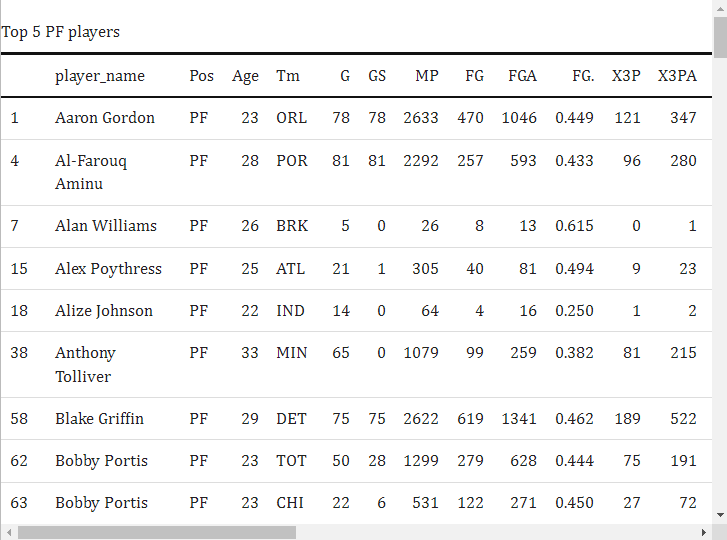 Top 5 PF players
player_name Pos Age Tm G GS MP FG FGA FG. X3P X3PA
1 Aaron Gordon PF 23 ORL 78 78 2633 470 1046 0.449 121 347
4 Al-Farouq PF 28 POR 81 81 2292 257 593 0.433 96 280
Aminu
7 Alan Williams PF 26 BRK 5 0 26 8 13 0.615 0 1
15 Alex Poythress PF 25 ATL 21 1 305 40 81 0.494 9 23
18 Alize Johnson PF 22 IND 14 0 64 4 16 0.250 1 2
38 Anthony PF 33 MIN 65 0 1079 99 259 0.382 81 215
Tolliver
58 Blake Griffin PF 29 DET 75 75 2622 619 1341 0.462 189 522
62 Bobby Portis PF 23 TOT 50 28 1299 279 628 0.444 75 191
63 Bobby Portis PF 23 CHI 22 6 531 122 271 0.450 27 72